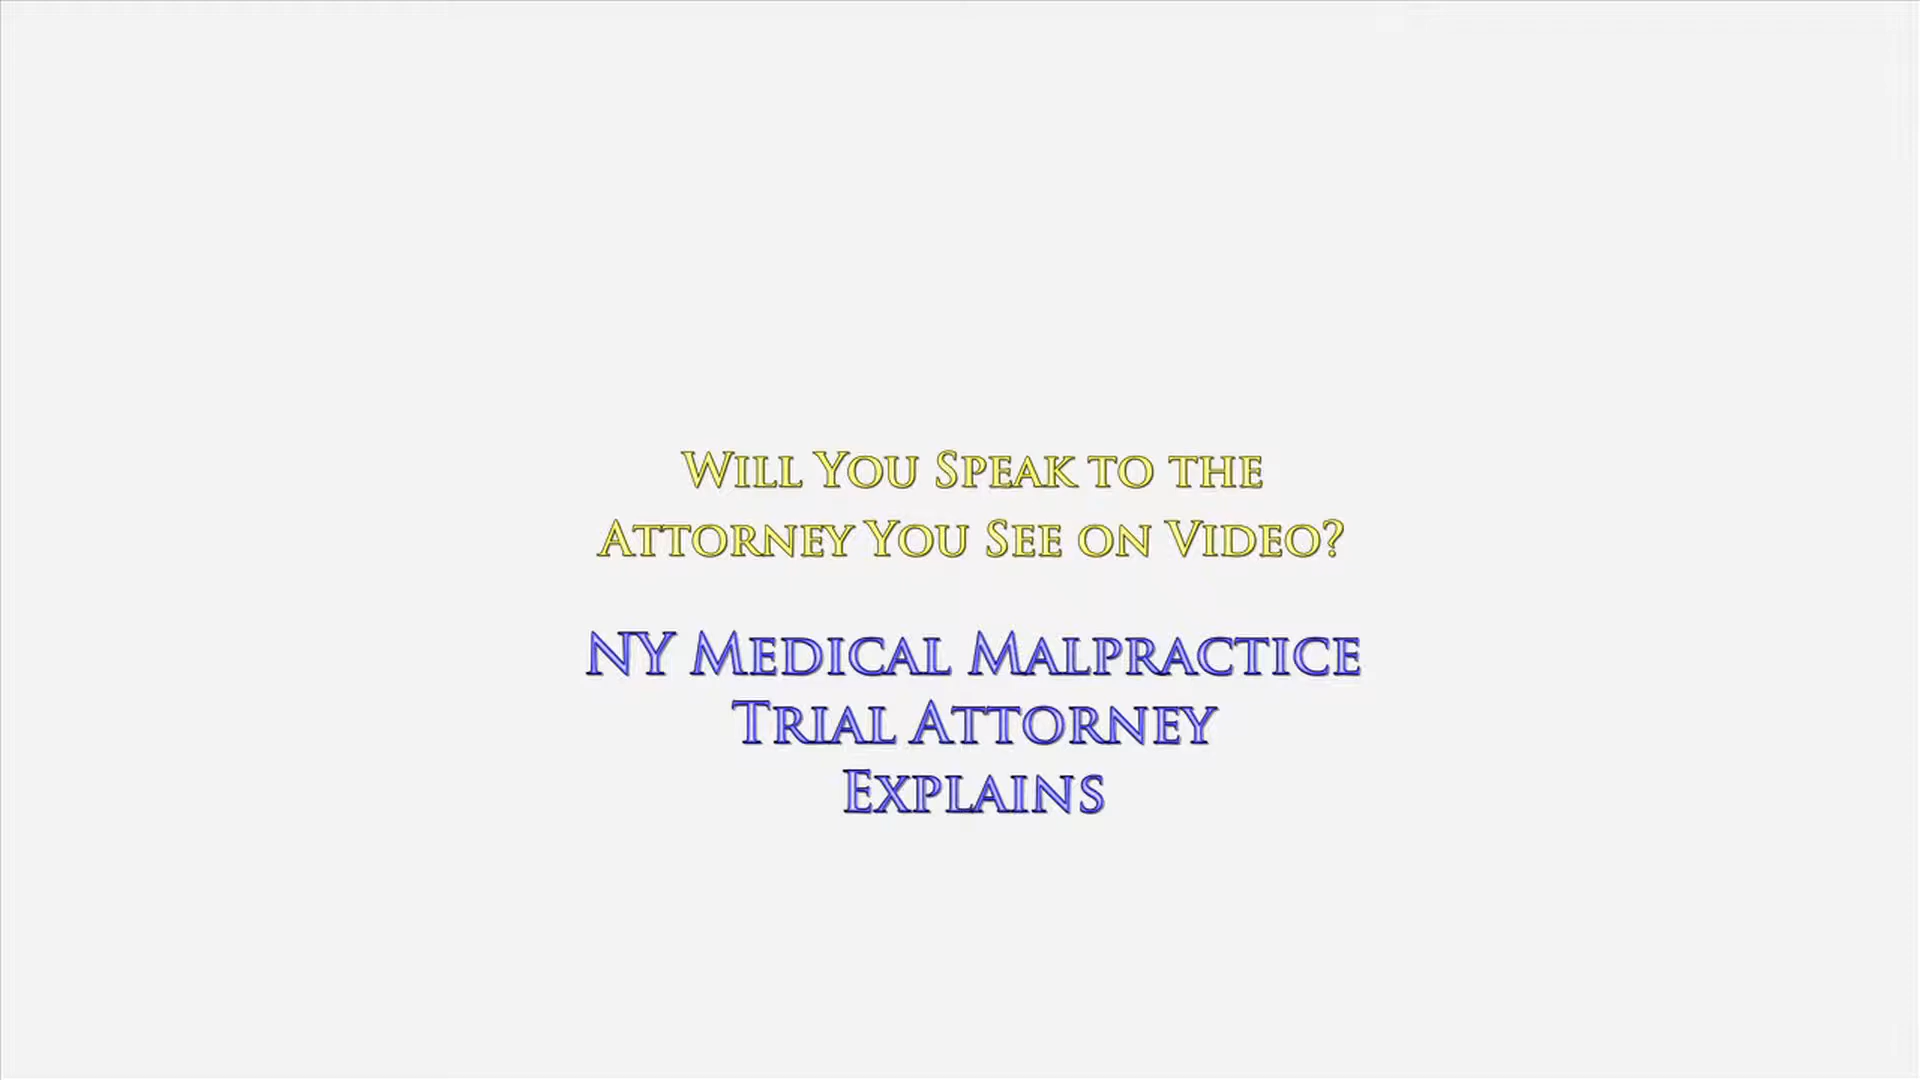 Will You Speak to the
Attorney You See on Video?
NY Medical Malpractice
Trial Attorney
Explains